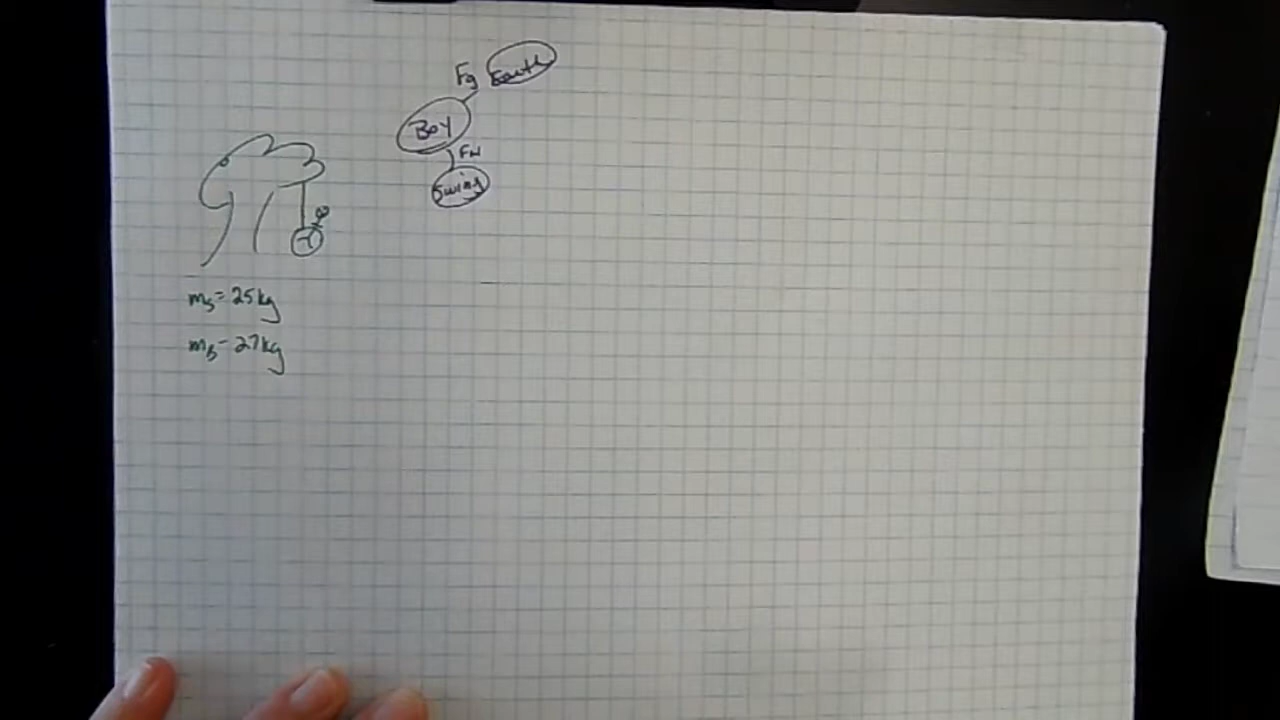 Fg Earth
Boy
FN
Swing
ms = 25kg
mB = 27kg